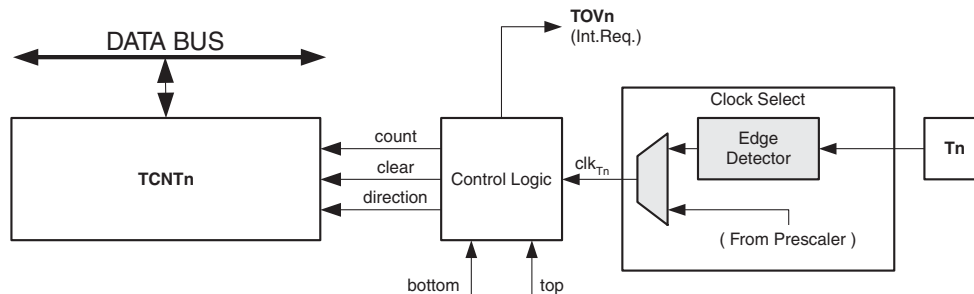 TOVn
(Int.Req.)
DATA BUS
Clock Select
count
Edge
Detector
Tn
TCNTn
clear
Control Logic
clkTn
direction
( From Prescaler )
bottom
top